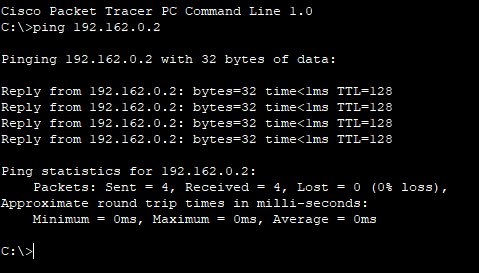 Cisco Packet Tracer PC Command Line 1.0
C:\>ping 192.162.0.2
Pinging 192.162.0.2 with 32 bytes of data:
Reply from 192.162.0.2: bytes=32 time<1ms TTL=128
Reply from 192.162.0.2: bytes=32 time<1ms TTL=128
Reply from 192.162.0.2: bytes=32 time<1ms TTL=128
Reply from 192.162.0.2: bytes=32 time<1ms TTL=128
Ping statistics for 192.162.0.2:
    Packets: Sent = 4, Received = 4, Lost = 0 (0% loss),
Approximate round trip times in milli-seconds:
    Minimum = 0ms, Maximum = 0ms, Average = 0ms
C:\>